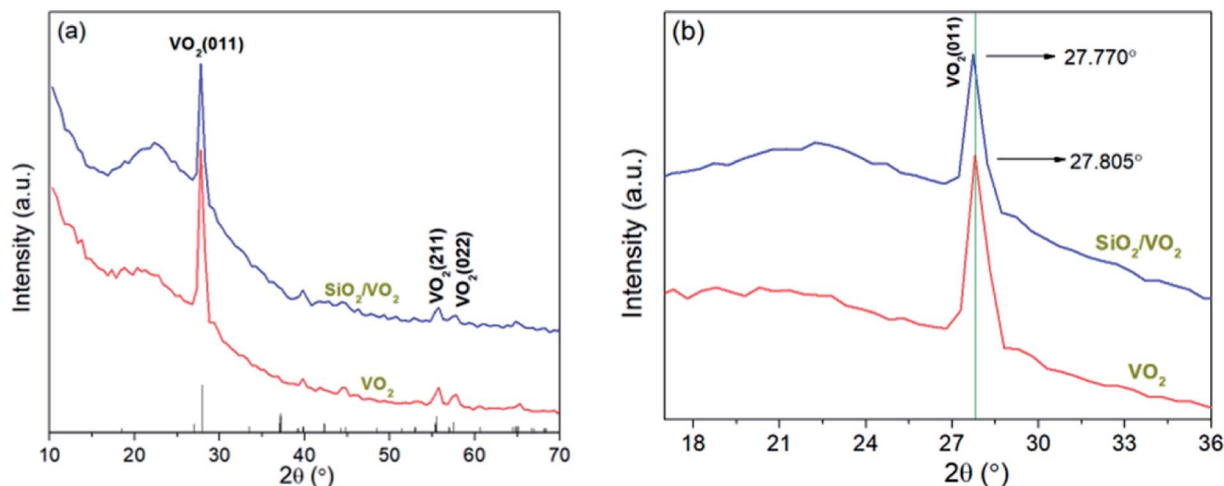 (a)
VO₂(011)
VO₂(211)
VO₂(022)
SiO₂/VO₂
VO₂
Intensity (a.u.)
10 20 30 40 50 60 70
2θ (°)
(b)
VO₂(011)
27.770°
27.805°
SiO₂/VO₂
VO₂
Intensity (a.u.)
18 21 24 27 30 33 36
2θ (°)